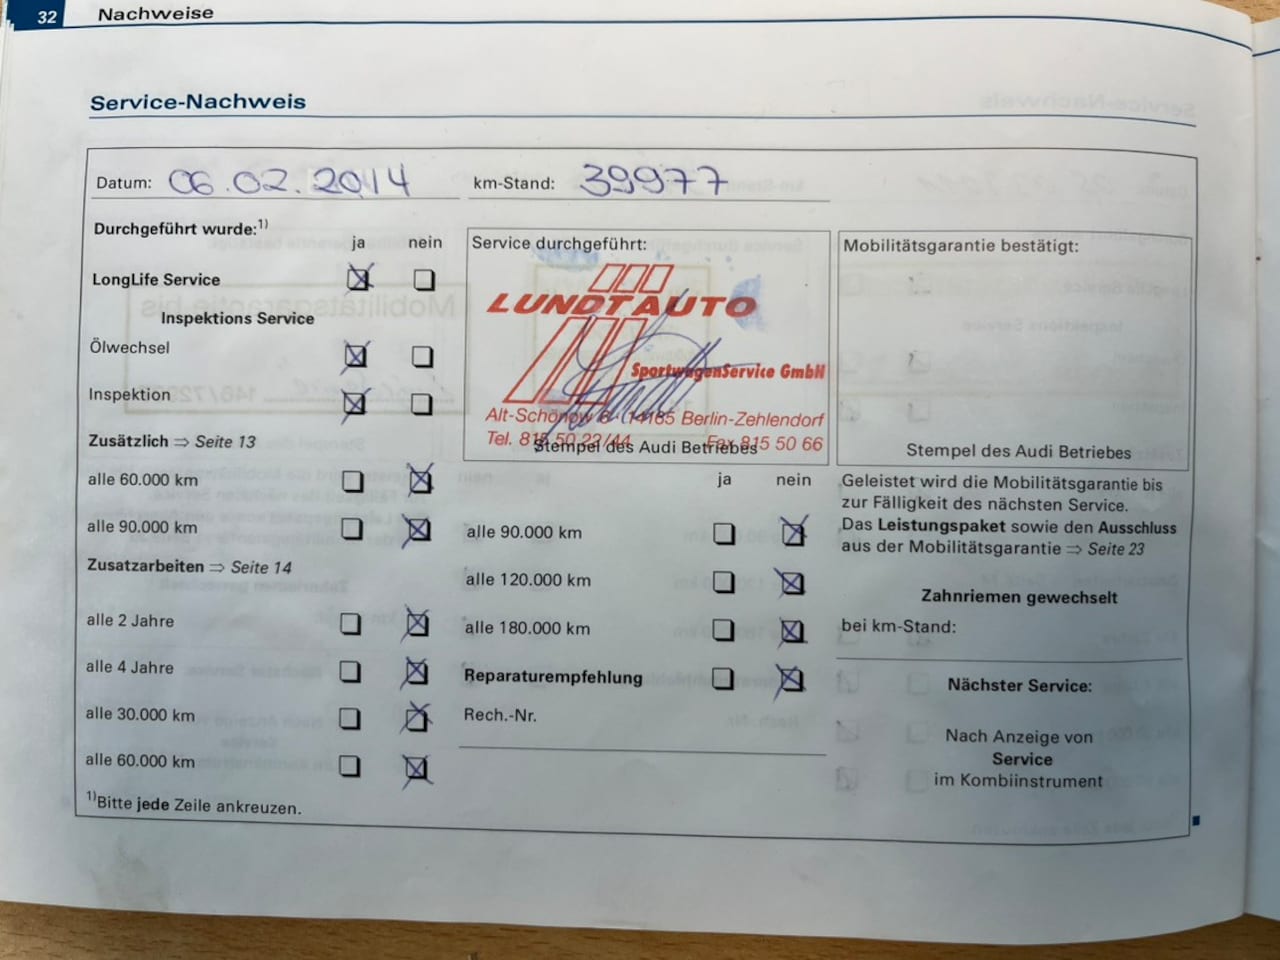 32 Nachweise
Service-Nachweis
Datum: 06.02.2014 km-Stand: 39977
Durchgeführt wurde:1)
ja nein
LongLife Service
Inspektions Service
Ölwechsel
Inspektion
Zusätzlich ⇒ Seite 13
alle 60.000 km
alle 90.000 km
Zusatzarbeiten ⇒ Seite 14
alle 2 Jahre
alle 4 Jahre
alle 30.000 km
alle 60.000 km
1)Bitte jede Zeile ankreuzen.
Service durchgeführt:
LUNDTAUTO
SportwagenService GmbH
Alt-Schönow 6 14165 Berlin-Zehlendorf
Tel. 815 50 22/44 Fax 815 50 66
Stempel des Audi Betriebes
ja nein
alle 90.000 km
alle 120.000 km
alle 180.000 km
Reparaturempfehlung
Rech.-Nr.
Mobilitätsgarantie bestätigt:
Stempel des Audi Betriebes
Geleistet wird die Mobilitätsgarantie bis
zur Fälligkeit des nächsten Service.
Das Leistungspaket sowie den Ausschluss
aus der Mobilitätsgarantie ⇒ Seite 23
Zahnriemen gewechselt
bei km-Stand:
Nächster Service:
Nach Anzeige von
Service
im Kombiinstrument